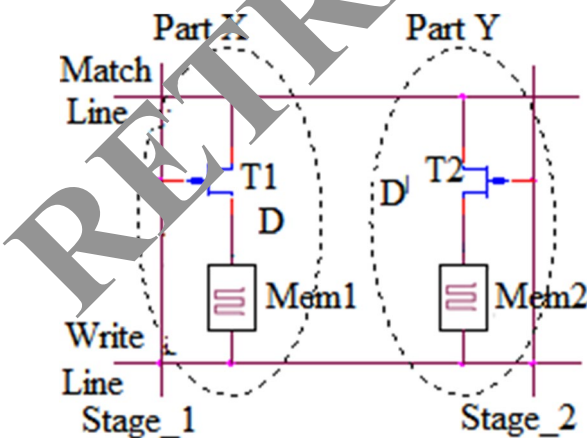 Part X
Part Y
Match
Line
T1
T2
D
D
Mem1
Mem2
Write
Line
Stage_1
Stage_2
RETR